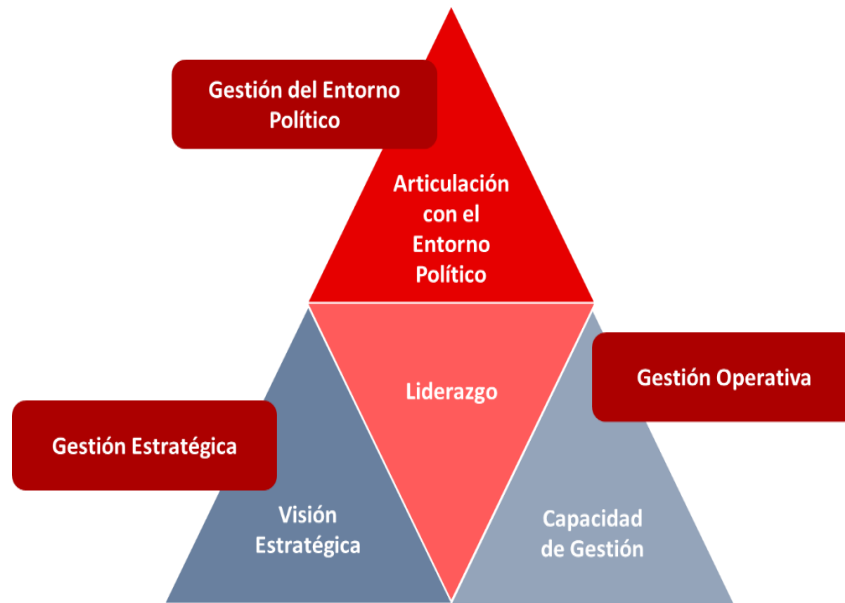 Gestión del Entorno
Político
Articulación
con el
Entorno
Político
Liderazgo
Gestión Operativa
Gestión Estratégica
Visión
Estratégica
Capacidad
de Gestión